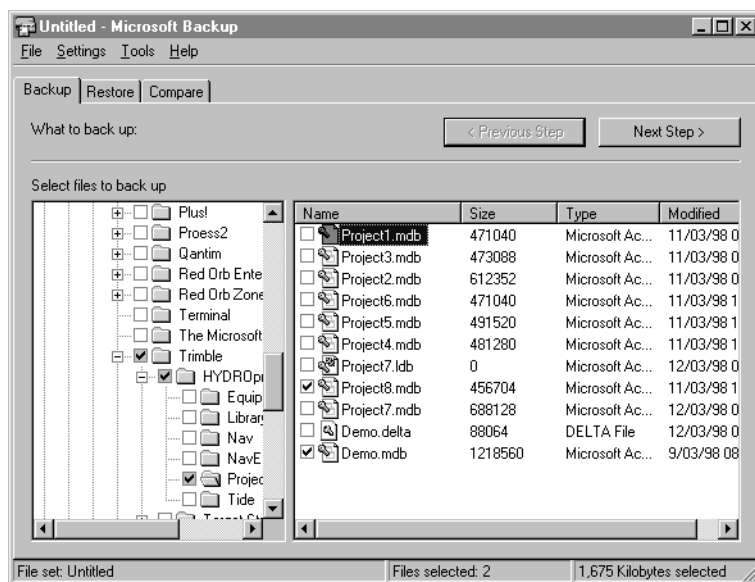 Untitled - Microsoft Backup
File Settings Tools Help
Backup Restore Compare
What to back up:
< Previous Step
Next Step >
Select files to back up
Plus!
Proess2
Qantim
Red Orb Ente
Red Orb Zone
Terminal
The Microsoft
Trimble
HYDROp
Equip
Library
Nav
NavE
Projec
Tide
Name Size Type Modified
Project1.mdb 471040 Microsoft Ac... 11/03/98 0
Project3.mdb 473088 Microsoft Ac... 11/03/98 0
Project2.mdb 612352 Microsoft Ac... 11/03/98 0
Project6.mdb 471040 Microsoft Ac... 11/03/98 1
Project5.mdb 491520 Microsoft Ac... 11/03/98 1
Project4.mdb 481280 Microsoft Ac... 11/03/98 1
Project7.ldb 0 Microsoft Ac... 12/03/98 0
Project8.mdb 456704 Microsoft Ac... 11/03/98 1
Project7.mdb 688128 Microsoft Ac... 12/03/98 0
Demo.delta 88064 DELTA File 12/03/98 0
Demo.mdb 1218560 Microsoft Ac... 9/03/98 08
File set: Untitled Files selected: 2 1,675 Kilobytes selected